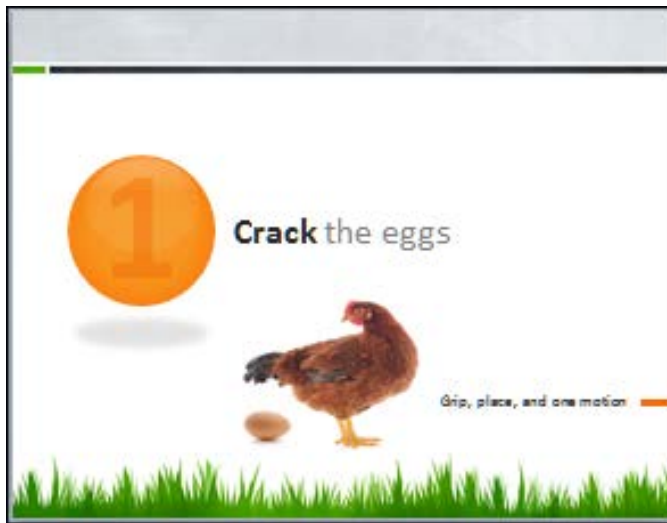 1
Crack the eggs
Grip, place, and one motion